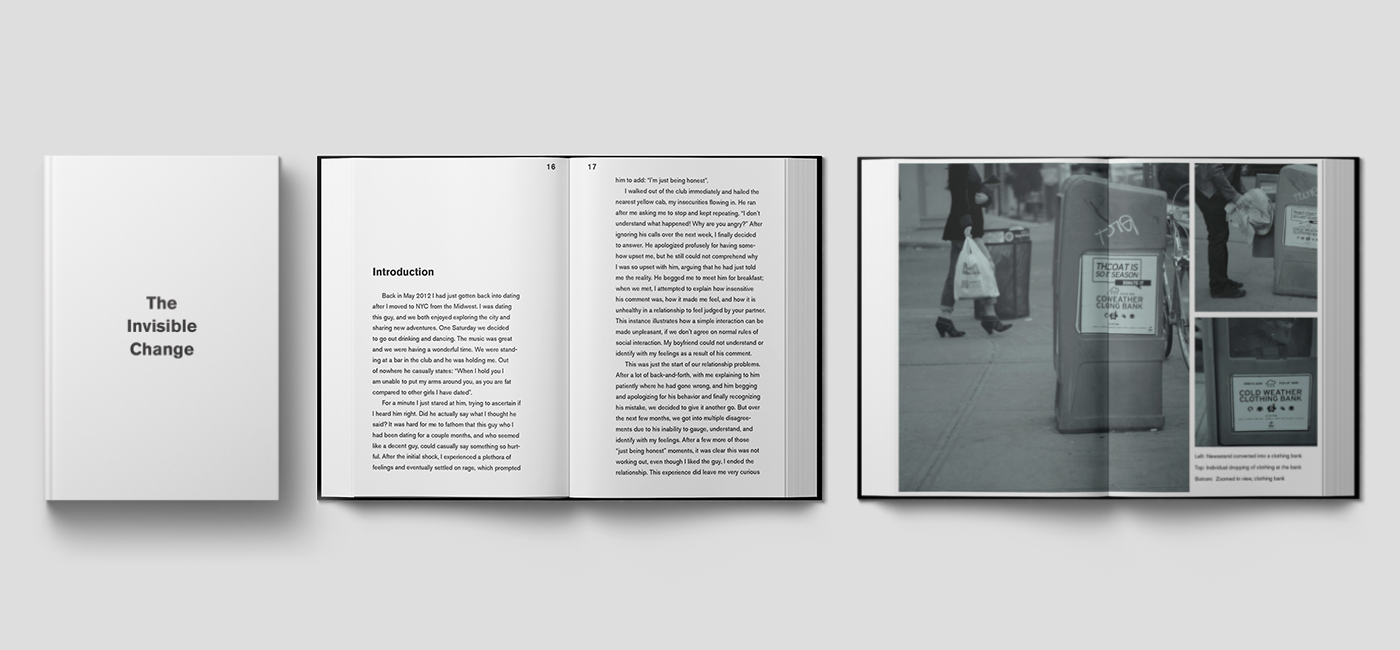 The
Invisible
Change
16
Introduction
Back in May 2012 I had just gotten back into dating
after I moved to NYC from the Midwest. I was dating
this guy, and we both enjoyed exploring the city and
sharing new adventures. One Saturday we decided
to go out drinking and dancing. The music was great
and we were having a wonderful time. We were stand-
ing at a bar in the club and he was holding me. Out
of nowhere he casually states: “When I hold you I
am unable to put my arms around you, as you are fat
compared to other girls I have dated”.
For a minute I just stared at him, trying to ascertain if
I heard him right. Did he actually say what I thought he
said? It was hard for me to fathom that this guy who I
had been dating for a couple months, and who seemed
like a decent guy, could casually say something so hurt-
ful. After the initial shock, I experienced a plethora of
feelings and eventually settled on rage, which prompted
17
him to add: “I’m just being honest”.
I walked out of the club immediately and hailed the
nearest yellow cab, my insecurities flowing in. He ran
after me asking me to stop and kept repeating, “I don’t
understand what happened! Why are you angry?” After
ignoring his calls over the next week, I finally decided
to answer. He apologized profusely for having some-
how upset me, but he still could not comprehend why
I was so upset with him, arguing that he had just told
me the reality. He begged me to meet him for breakfast;
when we met, I attempted to explain how insensitive
his comment was, how it made me feel, and how it is
unhealthy in a relationship to feel judged by your partner.
This instance illustrates how a simple interaction can be
made unpleasant, if we don’t agree on normal rules of
social interaction. My boyfriend could not understand or
identify with my feelings as a result of his comment.
This was just the start of our relationship problems.
After a lot of back-and-forth, with me explaining to him
patiently where he had gone wrong, and him begging
and apologizing for his behavior and finally recognizing
his mistake, we decided to give it another go. But over
the next few months, we got into multiple disagree-
ments due to his inability to gauge, understand, and
identify with my feelings. After a few more of those
“just being honest” moments, it was clear this was not
working out, even though I liked the guy, I ended the
relationship. This experience did leave me very curious
THCOAT IS
SO SEASON
DONATE IT
COWEATHER
CLONG BANK
COLD WEATHER
CLOTHING BANK
Left: Newsstand converted into a clothing bank
Top: Individual dropping of clothing at the bank
Bottom: Zoomed in view, clothing bank